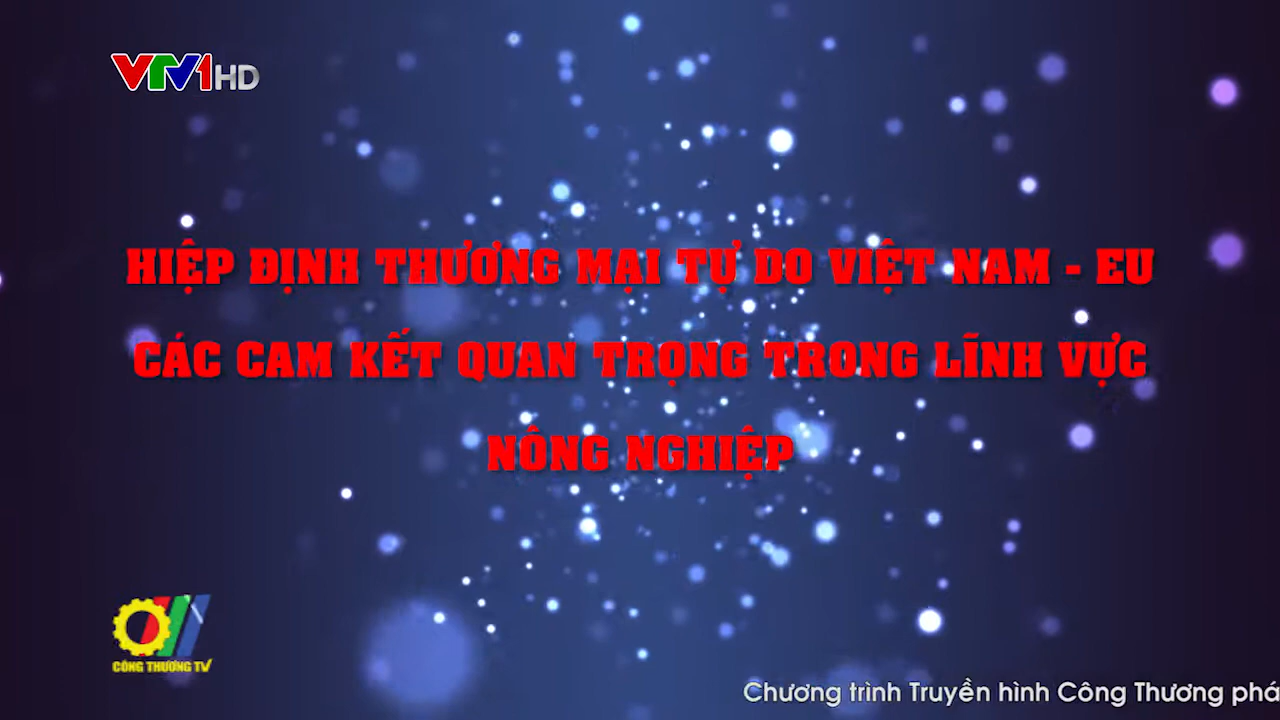 VTV1HD
HIỆP ĐỊNH THƯƠNG MẠI TỰ DO VIỆT NAM - EU
CÁC CAM KẾT QUAN TRỌNG TRONG LĨNH VỰC
NÔNG NGHIỆP
CÔNG THƯƠNG TV
Chương trình Truyền hình Công Thương phá